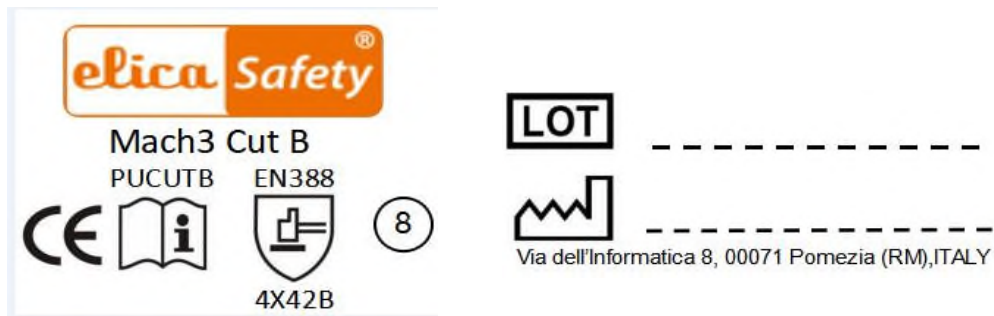 elica Safety®
Mach3 Cut B
PUCUTB EN388
CE i 8
4X42B
LOT
Via dell'Informatica 8, 00071 Pomezia (RM),ITALY